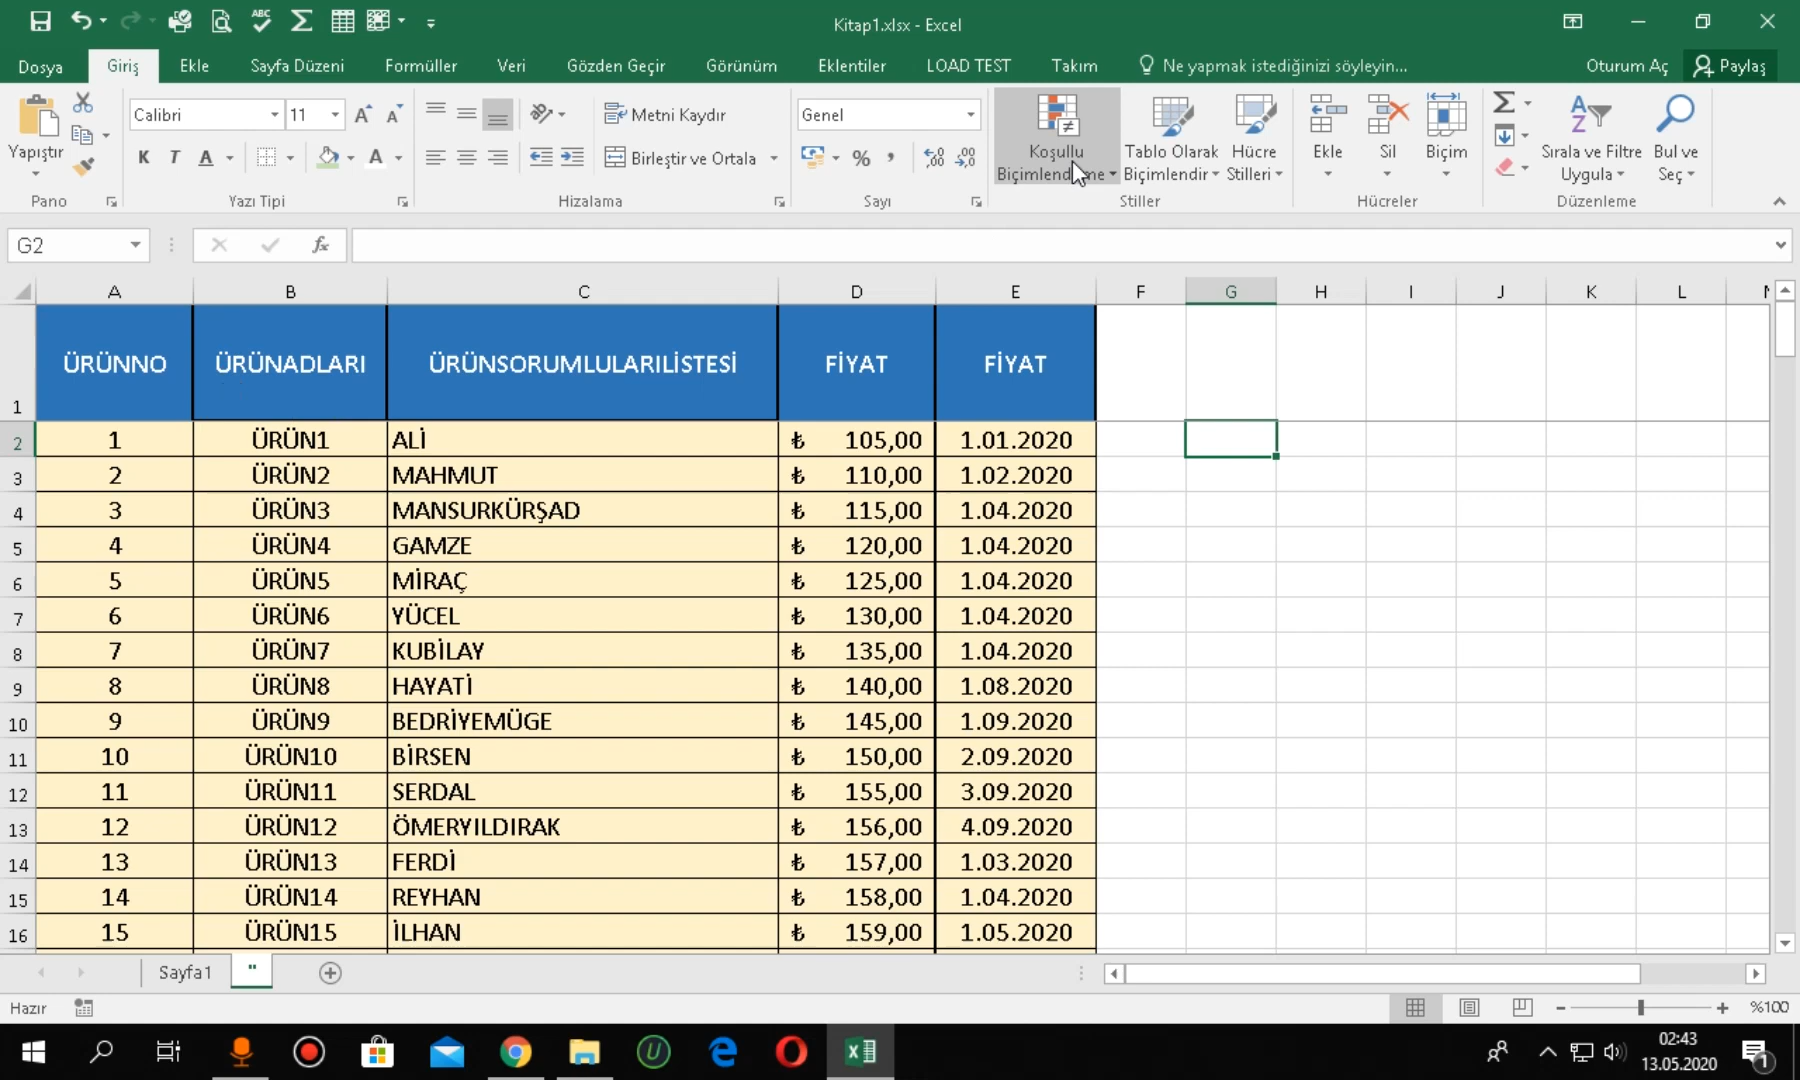 Kitap1.xlsx - Excel
Dosya Giriş Ekle Sayfa Düzeni Formüller Veri Gözden Geçir Görünüm Eklentiler LOAD TEST Takım Ne yapmak istediğinizi söyleyin... Oturum Aç Paylaş
Yapıştır
Pano
Calibri 11
K T A
Yazı Tipi
Metni Kaydır
Birleştir ve Ortala
Hizalama
Genel
%
Sayı
Koşullu Biçimlendirme
Tablo Olarak Biçimlendir
Hücre Stilleri
Stiller
Ekle Sil Biçim
Hücreler
Sırala ve Filtre Uygula
Bul ve Seç
Düzenleme
G2 fx
A B C D E F G H I J K L
1 ÜRÜNNO ÜRÜNADLARI ÜRÜNSORUMLULARILİSTESİ FİYAT FİYAT
2 1 ÜRÜN1 ALİ ₺ 105,00 1.01.2020
3 2 ÜRÜN2 MAHMUT ₺ 110,00 1.02.2020
4 3 ÜRÜN3 MANSURKÜRŞAD ₺ 115,00 1.04.2020
5 4 ÜRÜN4 GAMZE ₺ 120,00 1.04.2020
6 5 ÜRÜN5 MİRAÇ ₺ 125,00 1.04.2020
7 6 ÜRÜN6 YÜCEL ₺ 130,00 1.04.2020
8 7 ÜRÜN7 KUBİLAY ₺ 135,00 1.04.2020
9 8 ÜRÜN8 HAYATİ ₺ 140,00 1.08.2020
10 9 ÜRÜN9 BEDRİYEMÜGE ₺ 145,00 1.09.2020
11 10 ÜRÜN10 BİRSEN ₺ 150,00 2.09.2020
12 11 ÜRÜN11 SERDAL ₺ 155,00 3.09.2020
13 12 ÜRÜN12 ÖMERYILDIRAK ₺ 156,00 4.09.2020
14 13 ÜRÜN13 FERDİ ₺ 157,00 1.03.2020
15 14 ÜRÜN14 REYHAN ₺ 158,00 1.04.2020
16 15 ÜRÜN15 İLHAN ₺ 159,00 1.05.2020
Sayfa1 "
Hazır %100
02:43
13.05.2020
1